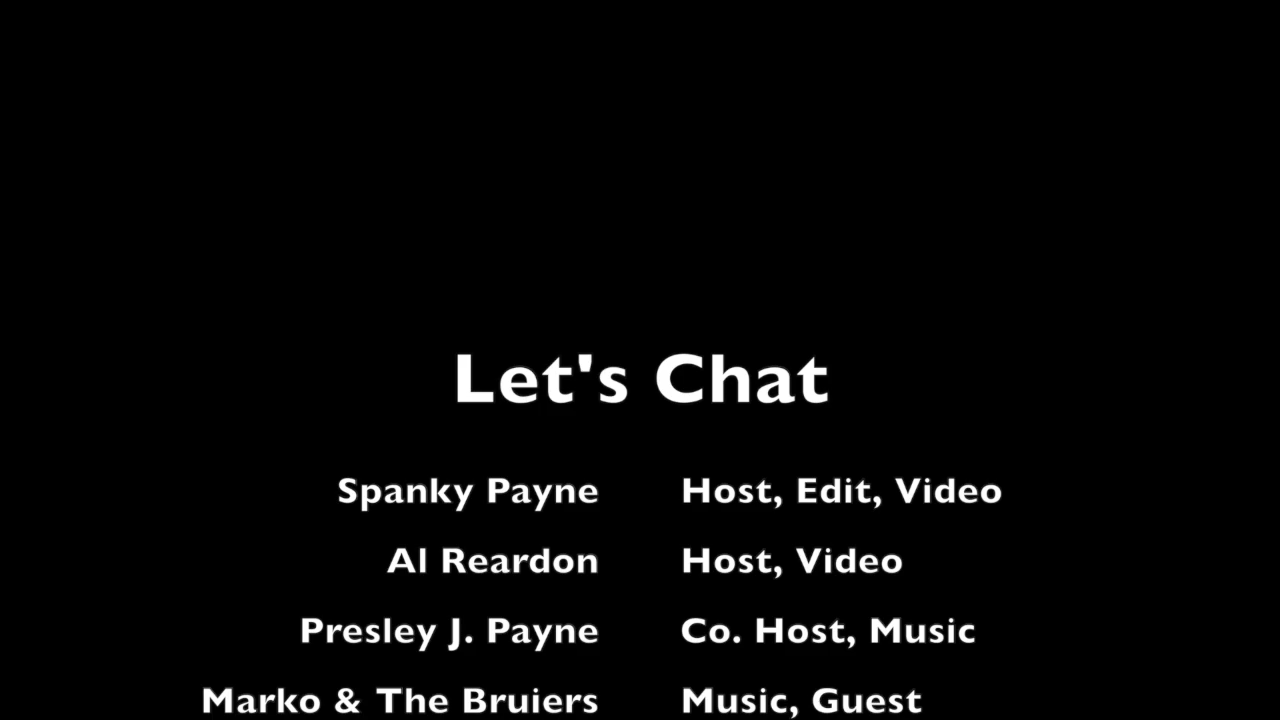 Let's Chat
Spanky Payne Host, Edit, Video
Al Reardon Host, Video
Presley J. Payne Co. Host, Music
Marko & The Bruiers Music, Guest